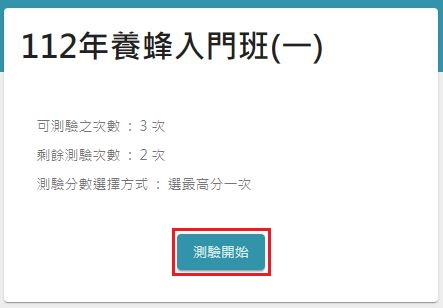 112年養蜂入門班(一)
可測驗之次數 : 3 次
剩餘測驗次數 : 2 次
測驗分數選擇方式 : 選最高分一次
測驗開始